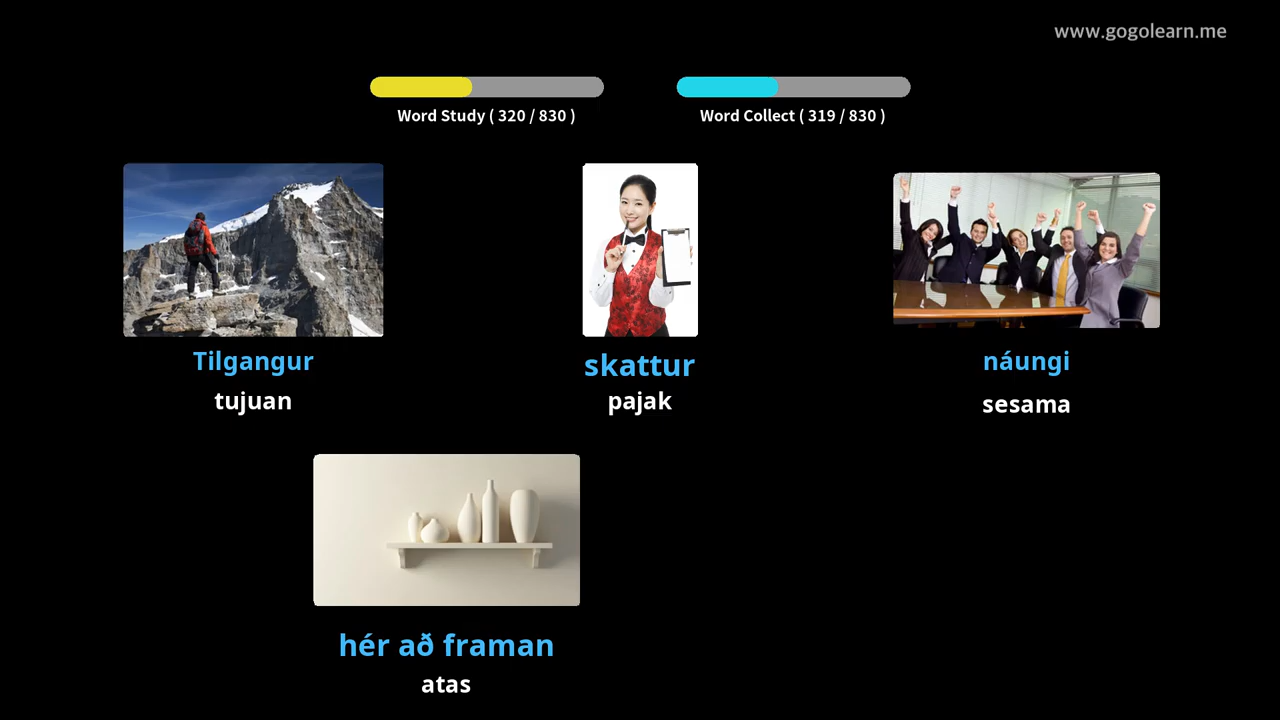 www.gogolearn.me
Word Study ( 320 / 830 )
Word Collect ( 319 / 830 )
Tilgangur
tujuan
skattur
pajak
náungi
sesama
hér að framan
atas